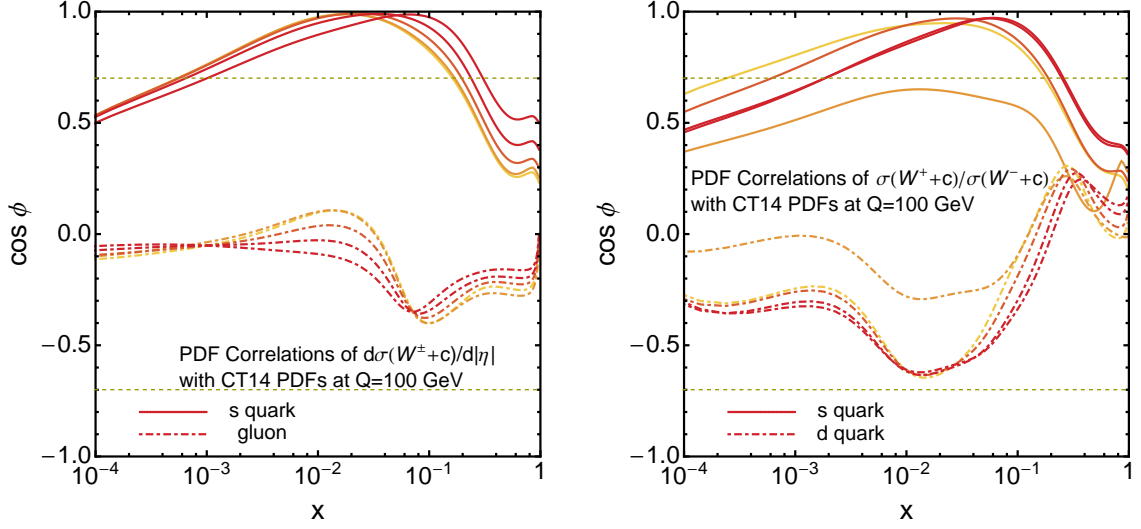 1.0
0.5
0.0
−0.5
−1.0
cos ϕ
PDF Correlations of dσ(W±+c)/d|η|
with CT14 PDFs at Q=100 GeV
s quark
gluon
10⁻⁴ 10⁻³ 10⁻² 10⁻¹ 1
x
1.0
0.5
0.0
−0.5
−1.0
cos ϕ
PDF Correlations of σ(W⁺+c)/σ(W⁻+c)
with CT14 PDFs at Q=100 GeV
s quark
d quark
10⁻⁴ 10⁻³ 10⁻² 10⁻¹ 1
x